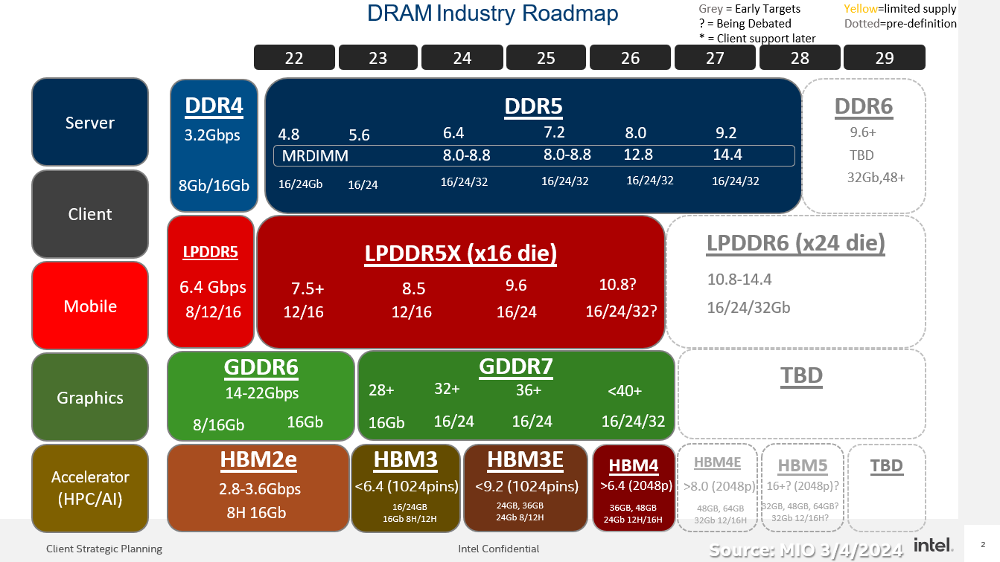 DRAM Industry Roadmap
Grey = Early Targets
? = Being Debated
* = Client support later
Yellow=limited supply
Dotted=pre-definition
22 23 24 25 26 27 28 29
Server
Client
Mobile
Graphics
Accelerator
(HPC/AI)
DDR4
3.2Gbps
8Gb/16Gb
DDR5
4.8 5.6 6.4 7.2 8.0 9.2
MRDIMM 8.0-8.8 8.0-8.8 12.8 14.4
16/24Gb 16/24 16/24/32 16/24/32 16/24/32 16/24/32
DDR6
9.6+
TBD
32Gb,48+
LPDDR5
6.4 Gbps
8/12/16
LPDDR5X (x16 die)
7.5+ 8.5 9.6 10.8?
12/16 12/16 16/24 16/24/32?
LPDDR6 (x24 die)
10.8-14.4
16/24/32Gb
GDDR6
14-22Gbps
8/16Gb 16Gb
GDDR7
28+ 32+ 36+ <40+
16Gb 16/24 16/24 16/24/32
TBD
HBM2e
2.8-3.6Gbps
8H 16Gb
HBM3
<6.4 (1024pins)
16/24GB
16Gb 8H/12H
HBM3E
<9.2 (1024pins)
24GB, 36GB
24Gb 8/12H
HBM4
>6.4 (2048p)
36GB, 48GB
24Gb 12H/16H
HBM4E
>8.0 (2048p)
48GB, 64GB
32Gb 12/16H
HBM5
16+? (2048p)?
32GB, 48GB, 64GB?
32Gb 12/16H?
TBD
Client Strategic Planning
Intel Confidential
Source: MIO 3/4/2024
intel.
2